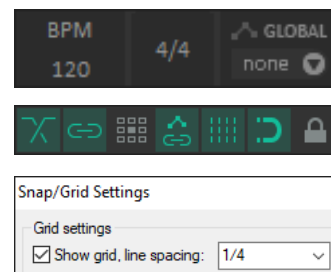 BPM
120
4/4
GLOBAL
none
Snap/Grid Settings
Grid settings
Show grid, line spacing: 1/4